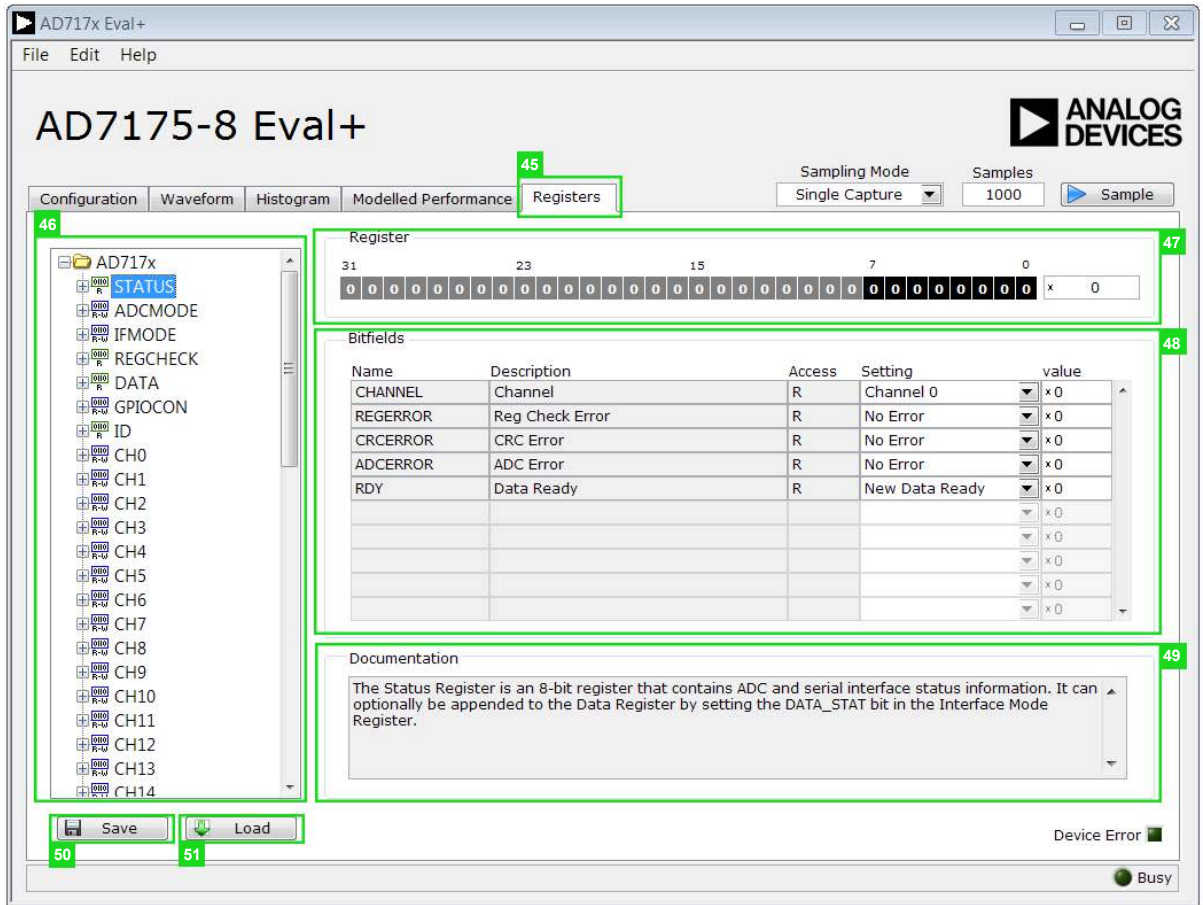 AD717x Eval+
File Edit Help
AD7175-8 Eval+
ANALOG
DEVICES
45
Sampling Mode Samples
Configuration Waveform Histogram Modelled Performance Registers Single Capture 1000 Sample
46
47
Register
31 23 15 7 0
0 0 0 0 0 0 0 0 0 0 0 0 0 0 0 0 0 0 0 0 0 0 0 0 0 0 0 0 0 0 0 0 x 0
AD717x
STATUS
ADCMODE
IFMODE
REGCHECK
DATA
GPIOCON
ID
CH0
CH1
CH2
CH3
CH4
CH5
CH6
CH7
CH8
CH9
CH10
CH11
CH12
CH13
CH14
48
Bitfields
Name Description Access Setting value
CHANNEL Channel R Channel 0 x 0
REGERROR Reg Check Error R No Error x 0
CRCERROR CRC Error R No Error x 0
ADCERROR ADC Error R No Error x 0
RDY Data Ready R New Data Ready x 0
x 0
x 0
x 0
x 0
x 0
49
Documentation
The Status Register is an 8-bit register that contains ADC and serial interface status information. It can
optionally be appended to the Data Register by setting the DATA_STAT bit in the Interface Mode
Register.
Save Load
50 51
Device Error
Busy